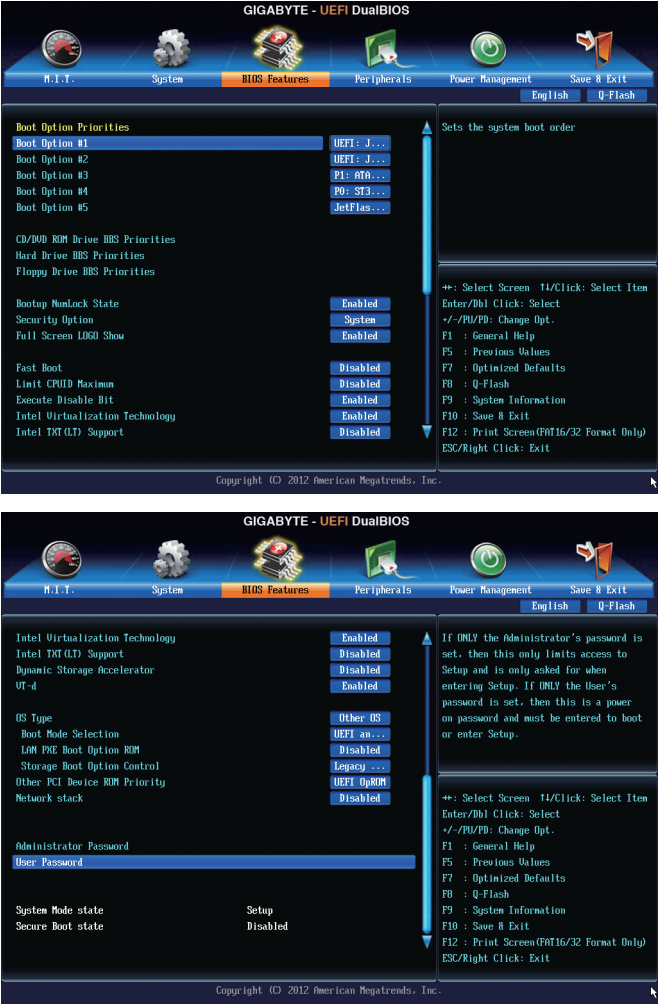 GIGABYTE - UEFI DualBIOS
M.I.T. System BIOS Features Peripherals Power Management Save & Exit
English Q-Flash
Boot Option Priorities
Boot Option #1 UEFI: J...
Boot Option #2 UEFI: J...
Boot Option #3 P1: ATA...
Boot Option #4 P0: ST3...
Boot Option #5 JetFlas...
CD/DVD ROM Drive BBS Priorities
Hard Drive BBS Priorities
Floppy Drive BBS Priorities
Bootup NumLock State Enabled
Security Option System
Full Screen LOGO Show Enabled
Fast Boot Disabled
Limit CPUID Maximum Disabled
Execute Disable Bit Enabled
Intel Virtualization Technology Enabled
Intel TXT(LT) Support Disabled
Sets the system boot order
→←: Select Screen ↑↓/Click: Select Item
Enter/Dbl Click: Select
+/-/PU/PD: Change Opt.
F1 : General Help
F5 : Previous Values
F7 : Optimized Defaults
F8 : Q-Flash
F9 : System Information
F10 : Save & Exit
F12 : Print Screen(FAT16/32 Format Only)
ESC/Right Click: Exit
Copyright (C) 2012 American Megatrends, Inc.
GIGABYTE - UEFI DualBIOS
M.I.T. System BIOS Features Peripherals Power Management Save & Exit
English Q-Flash
Intel Virtualization Technology Enabled
Intel TXT(LT) Support Disabled
Dynamic Storage Accelerator Disabled
VT-d Enabled
OS Type Other OS
Boot Mode Selection UEFI an...
LAN PXE Boot Option ROM Disabled
Storage Boot Option Control Legacy ...
Other PCI Device ROM Priority UEFI OpROM
Network stack Disabled
Administrator Password
User Password
System Mode state Setup
Secure Boot state Disabled
If ONLY the Administrator's password is
set, then this only limits access to
Setup and is only asked for when
entering Setup. If ONLY the User's
password is set, then this is a power
on password and must be entered to boot
or enter Setup.
→←: Select Screen ↑↓/Click: Select Item
Enter/Dbl Click: Select
+/-/PU/PD: Change Opt.
F1 : General Help
F5 : Previous Values
F7 : Optimized Defaults
F8 : Q-Flash
F9 : System Information
F10 : Save & Exit
F12 : Print Screen(FAT16/32 Format Only)
ESC/Right Click: Exit
Copyright (C) 2012 American Megatrends, Inc.